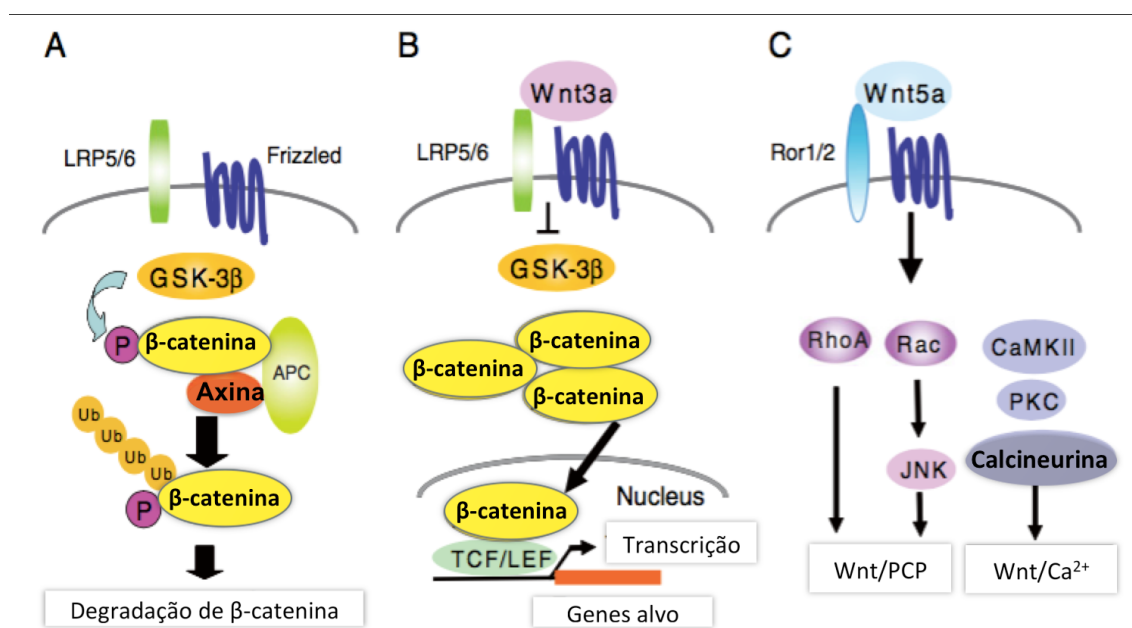 A
LRP5/6
Frizzled
GSK-3β
P
β-catenina
APC
Axina
Ub
Ub
Ub
Ub
P
β-catenina
Degradação de β-catenina
B
Wnt3a
LRP5/6
GSK-3β
β-catenina
β-catenina
β-catenina
Nucleus
β-catenina
TCF/LEF
Transcrição
Genes alvo
C
Wnt5a
Ror1/2
RhoA
Rac
CaMKII
PKC
JNK
Calcineurina
Wnt/PCP
Wnt/Ca²⁺